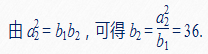 由 a₂² = b₁b₂，可得 b₂ = a₂²/b₁ = 36.